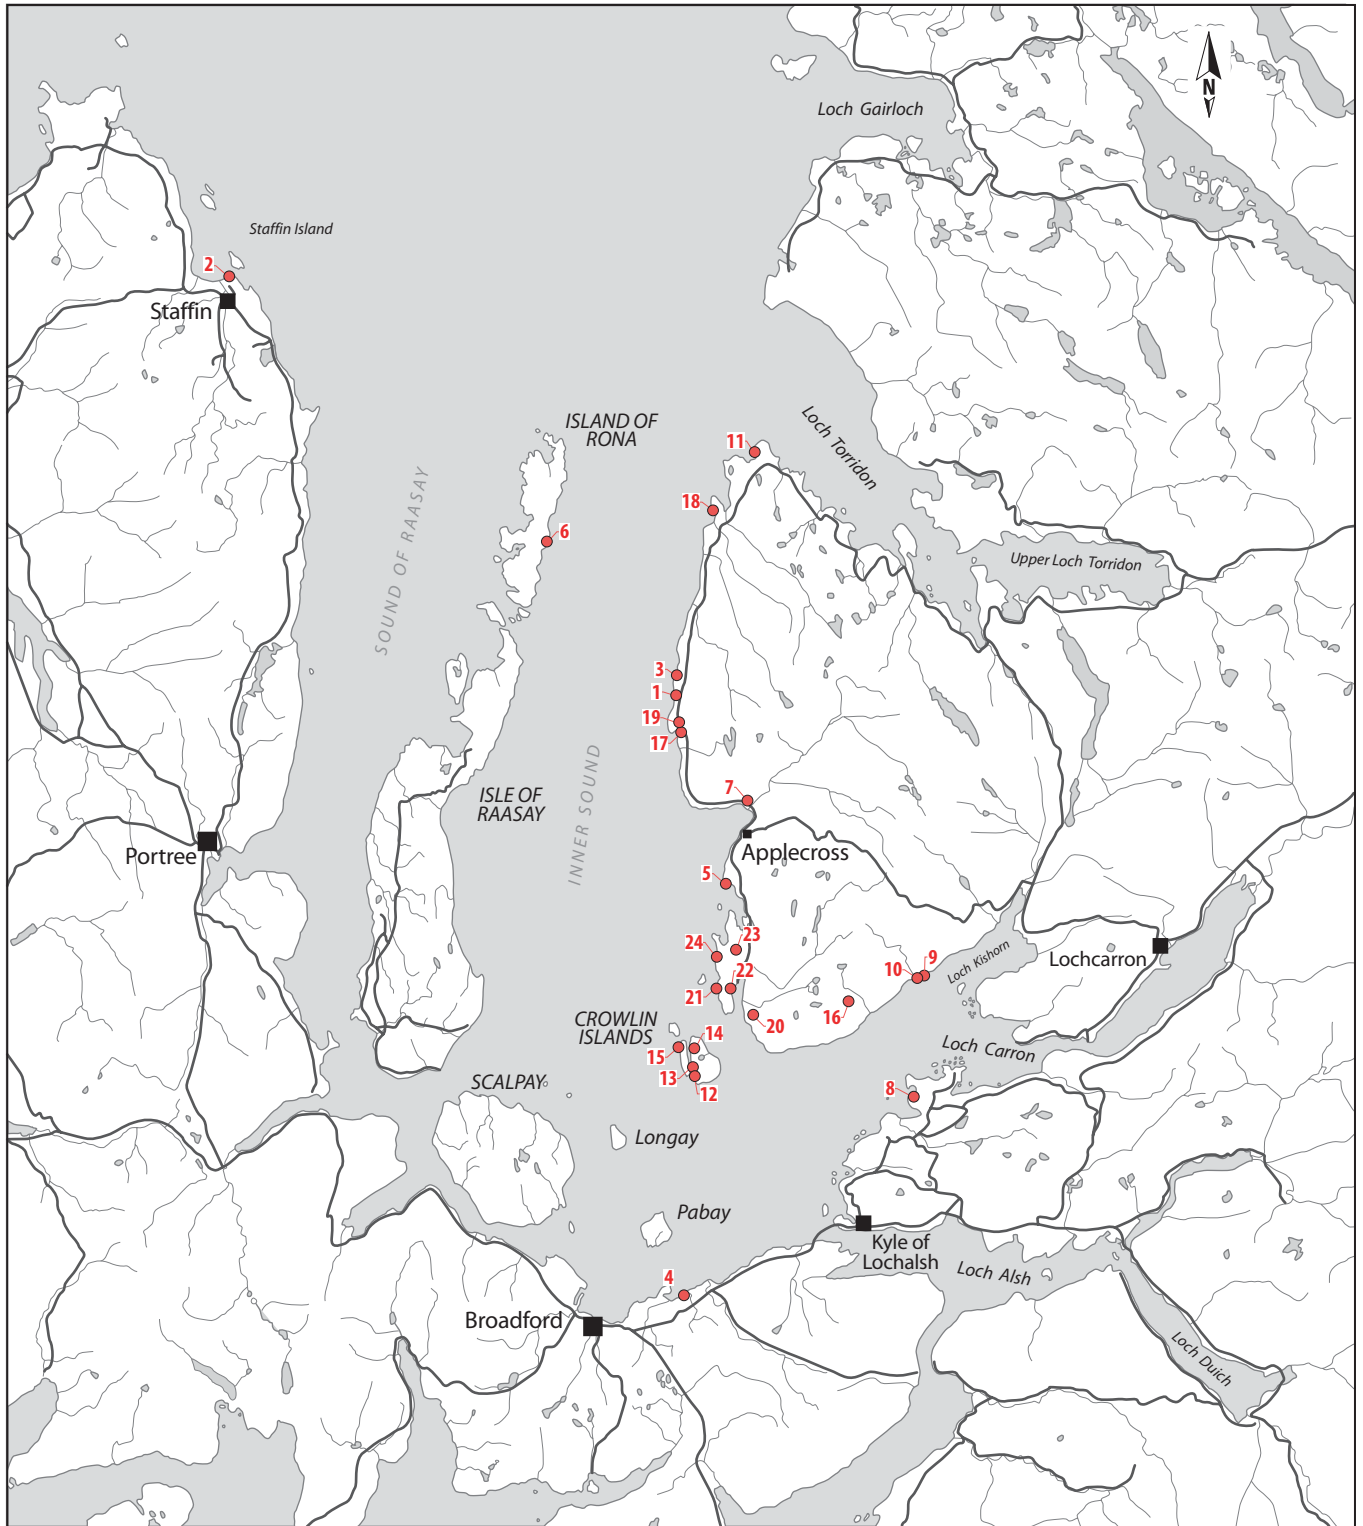 Loch Gairloch
N
Staffin Island
2
Staffin
ISLAND OF
RONA
Loch Torridon
11
18
6
SOUND OF RAASAY
Upper Loch Torridon
3
1
19
17
INNER SOUND
ISLE OF
RAASAY
7
Applecross
Portree
5
23
24
22
21
Lochcarron
Loch Kishorn
9
10
16
20
CROWLIN
ISLANDS
14
15
13
12
Loch Carron
SCALPAY
8
Longay
Pabay
Kyle of
Lochalsh
Loch Alsh
4
Broadford
Loch Duich